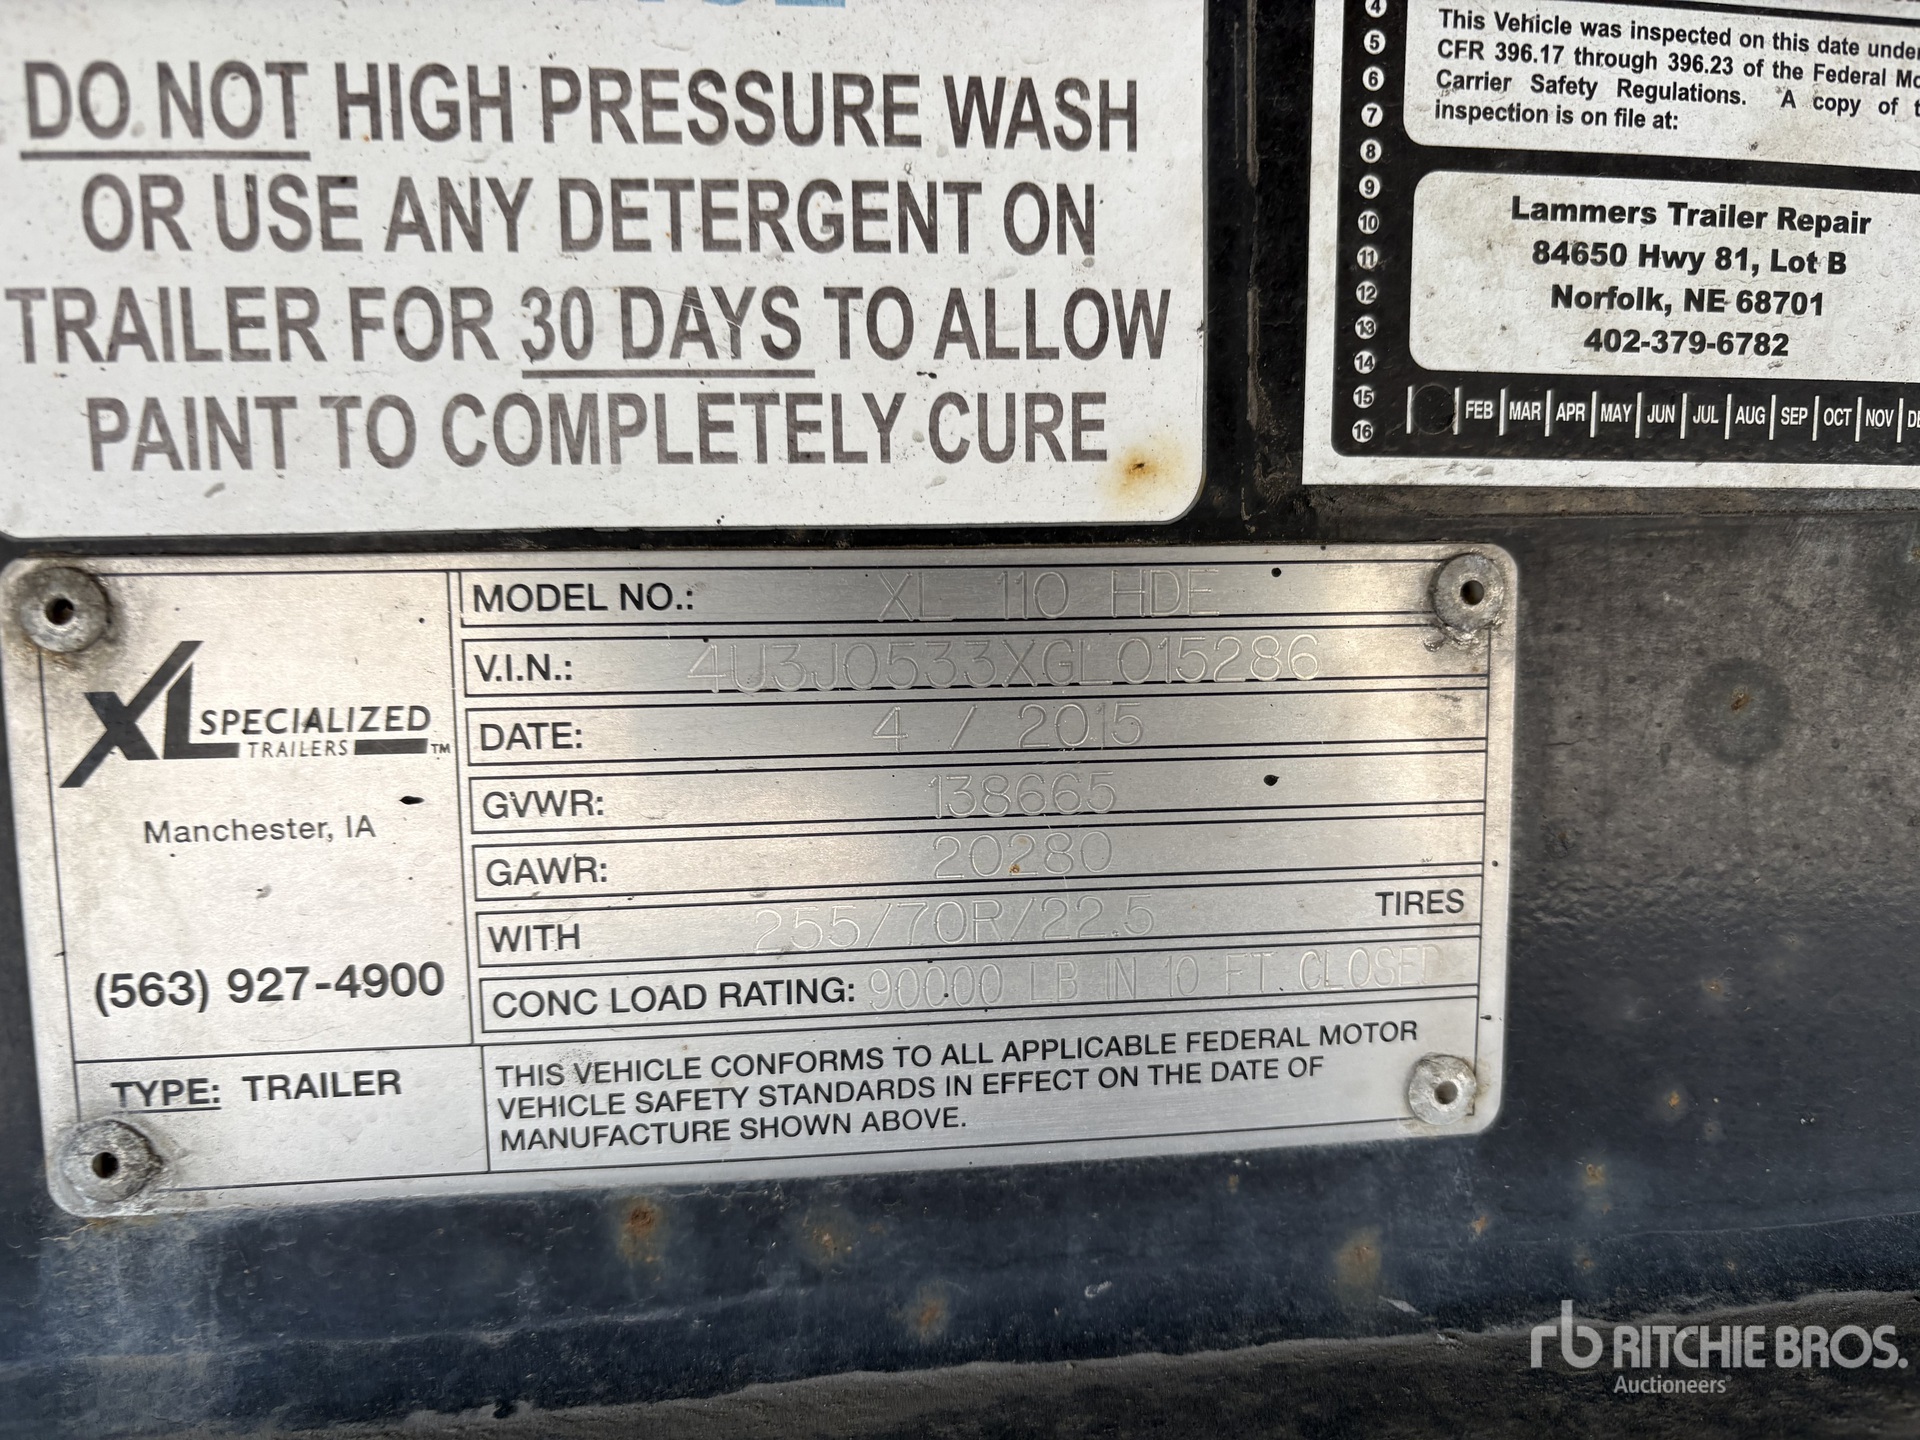 DO NOT HIGH PRESSURE WASH
OR USE ANY DETERGENT ON
TRAILER FOR 30 DAYS TO ALLOW
PAINT TO COMPLETELY CURE
4
5
6
7
8
9
10
11
12
13
14
15
16
This Vehicle was inspected on this date under
CFR 396.17 through 396.23 of the Federal Mo
Carrier Safety Regulations. A copy of t
inspection is on file at:
Lammers Trailer Repair
84650 Hwy 81, Lot B
Norfolk, NE 68701
402-379-6782
FEB MAR APR MAY JUN JUL AUG SEP OCT NOV DE
XL SPECIALIZED
TRAILERS TM
Manchester, IA
(563) 927-4900
TYPE: TRAILER
MODEL NO.: XL 110 HDE
V.I.N.: 4U3J0533XGL015286
DATE: 4 / 2015
GVWR: 138665
GAWR: 20280
WITH 255/70R/22.5 TIRES
CONC LOAD RATING: 90000 LB IN 10 FT CLOSED
THIS VEHICLE CONFORMS TO ALL APPLICABLE FEDERAL MOTOR
VEHICLE SAFETY STANDARDS IN EFFECT ON THE DATE OF
MANUFACTURE SHOWN ABOVE.
rb RITCHIE BROS.
Auctioneers